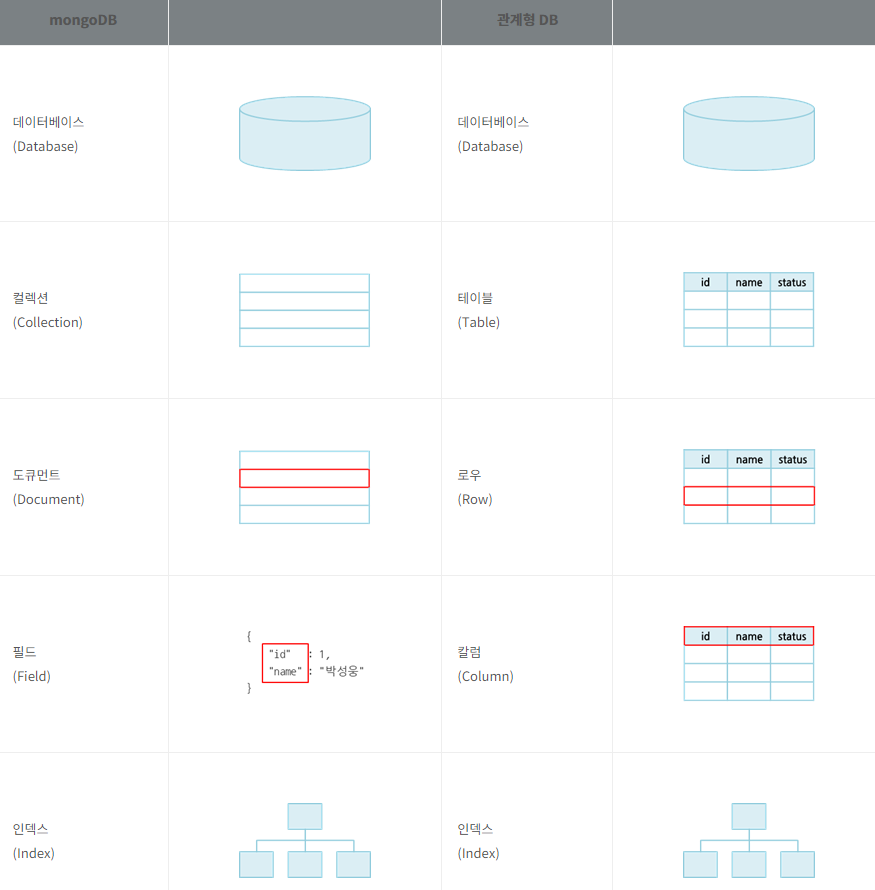 mongoDB
관계형 DB
데이터베이스
(Database)
데이터베이스
(Database)
컬렉션
(Collection)
테이블
(Table)
id name status
도큐먼트
(Document)
로우
(Row)
id name status
필드
(Field)
{
"id" : 1,
"name" : "박성웅"
}
칼럼
(Column)
id name status
인덱스
(Index)
인덱스
(Index)